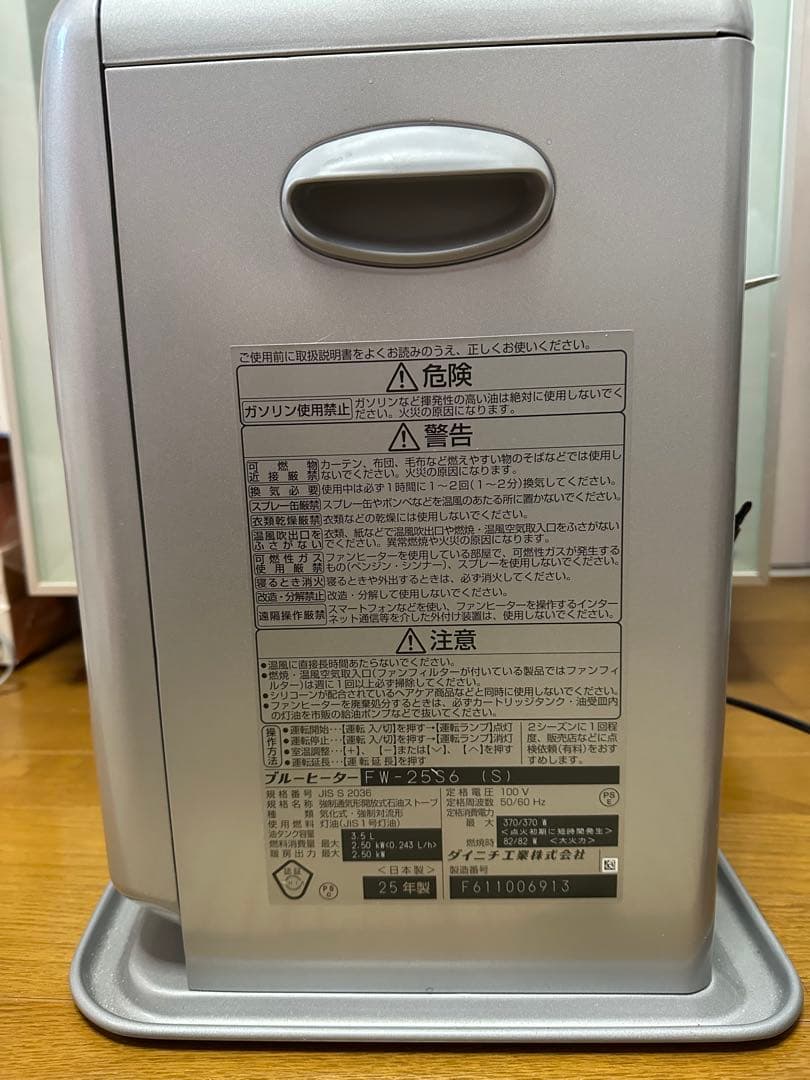 ご使用前に取扱説明書をよくお読みのうえ、正しくお使いください。
危険
ガソリン使用禁止 ガソリンなど揮発性の高い油は絶対に使用しないでく
ださい。火災の原因になります。
警告
可燃物 カーテン、布団、毛布など燃えやすい物のそばなどでは使用し
近接厳禁 ないでください。火災の原因になります。
換気必要 使用中は必ず1時間に1〜2回(1〜2分)換気してください。
スプレー缶厳禁 スプレー缶やボンベなどを温風のあたる所に置かないでください。
衣類乾燥厳禁 衣類などの乾燥には使用しないでください。
温風吹出口を 衣類、紙などで温風吹出口や燃焼・温風空気取入口をふさがない
ふさがない でください。異常燃焼や火災の原因になります。
可燃性ガス ファンヒーターを使用している部屋で、可燃性ガスが発生する
使用厳禁 もの(ベンジン・シンナー)、スプレーを使用しないでください。
寝るとき消火 寝るときや外出するときは、必ず消火してください。
改造・分解禁止 改造・分解して使用しないでください。
遠隔操作厳禁 スマートフォンなどを使い、ファンヒーターを操作するインター
ネット通信等を介した外付け装置は、使用しないでください。
注意
●温風に直接長時間あたらないでください。
●燃焼・温風空気取入口(ファンフィルターが付いている製品ではファンフィ
ルター)は週に1回以上必ず掃除してください。
●シリコーンが配合されているヘアケア商品などと同時に使用しないでください。
●ファンヒーターを廃棄処分するときは、必ずカートリッジタンク・油受皿内
の灯油を市販の給油ポンプなどで抜いてください。
操作方法
●運転開始…【運転 入/切】を押す→【運転ランプ】点灯
●運転停止…【運転 入/切】を押す→【運転ランプ】消灯
●室温調整…【+】、【−】または【∨】、【∧】を押す
●運転延長…【運転延長】を押す
2シーズンに1回程
度、販売店などに点
検依頼(有料)をおす
すめします。
ブルーヒーター FW-25S6 (S)
規格番号 JIS S 2036
規格名称 強制通気形開放式石油ストーブ
種類 気化式・強制対流形
使用燃料 灯油(JIS1号灯油)
油タンク容量 3.5 L
燃料消費量 最大 2.50 kW(0.243 L/h)
暖房出力 最大 2.50 kW
定格電圧 100 V
定格周波数 50/60 Hz
定格消費電力
最大 370/370 W
<点火初期に短時間発生>
燃焼時 82/82 W <大火力>
PS
E
ダイニチ工業株式会社
認証
PS
C
<日本製>
25年製
製造番号
F611006913